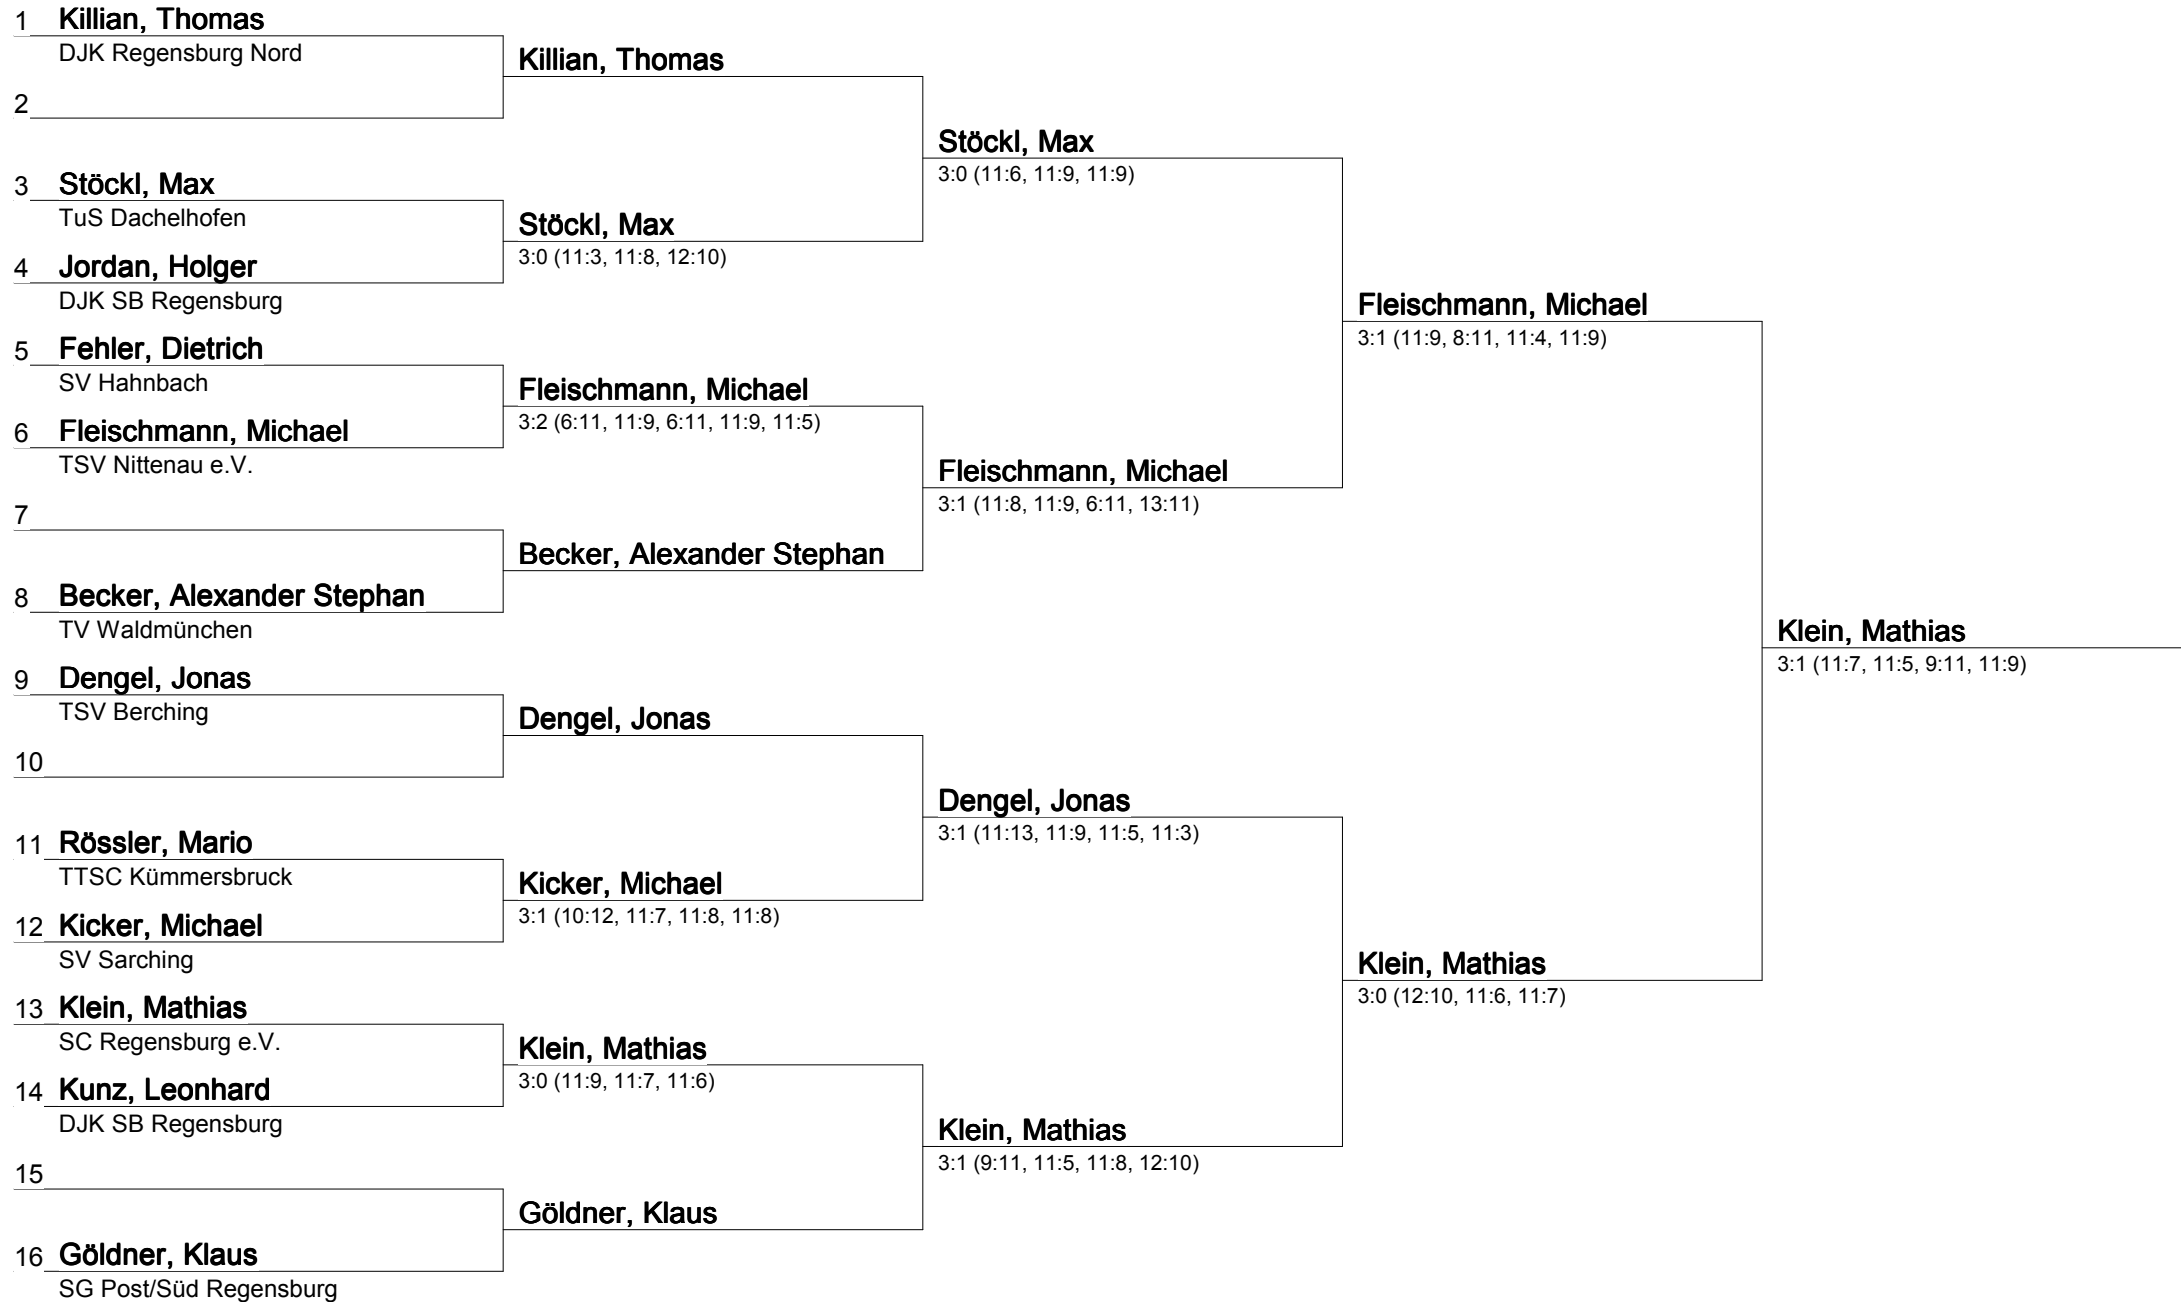 1 Killian, Thomas
DJK Regensburg Nord
Killian, Thomas
2
Stöckl, Max
3:0 (11:6, 11:9, 11:9)
3 Stöckl, Max
TuS Dachelhofen
Stöckl, Max
3:0 (11:3, 11:8, 12:10)
4 Jordan, Holger
DJK SB Regensburg
Fleischmann, Michael
3:1 (11:9, 8:11, 11:4, 11:9)
5 Fehler, Dietrich
SV Hahnbach
Fleischmann, Michael
3:2 (6:11, 11:9, 6:11, 11:9, 11:5)
6 Fleischmann, Michael
TSV Nittenau e.V.
Fleischmann, Michael
3:1 (11:8, 11:9, 6:11, 13:11)
7
Becker, Alexander Stephan
8 Becker, Alexander Stephan
TV Waldmünchen
Klein, Mathias
3:1 (11:7, 11:5, 9:11, 11:9)
9 Dengel, Jonas
TSV Berching
Dengel, Jonas
10
Dengel, Jonas
3:1 (11:13, 11:9, 11:5, 11:3)
11 Rössler, Mario
TTSC Kümmersbruck
Kicker, Michael
3:1 (10:12, 11:7, 11:8, 11:8)
12 Kicker, Michael
SV Sarching
Klein, Mathias
3:0 (12:10, 11:6, 11:7)
13 Klein, Mathias
SC Regensburg e.V.
Klein, Mathias
3:0 (11:9, 11:7, 11:6)
14 Kunz, Leonhard
DJK SB Regensburg
Klein, Mathias
3:1 (9:11, 11:5, 11:8, 12:10)
15
Göldner, Klaus
16 Göldner, Klaus
SG Post/Süd Regensburg